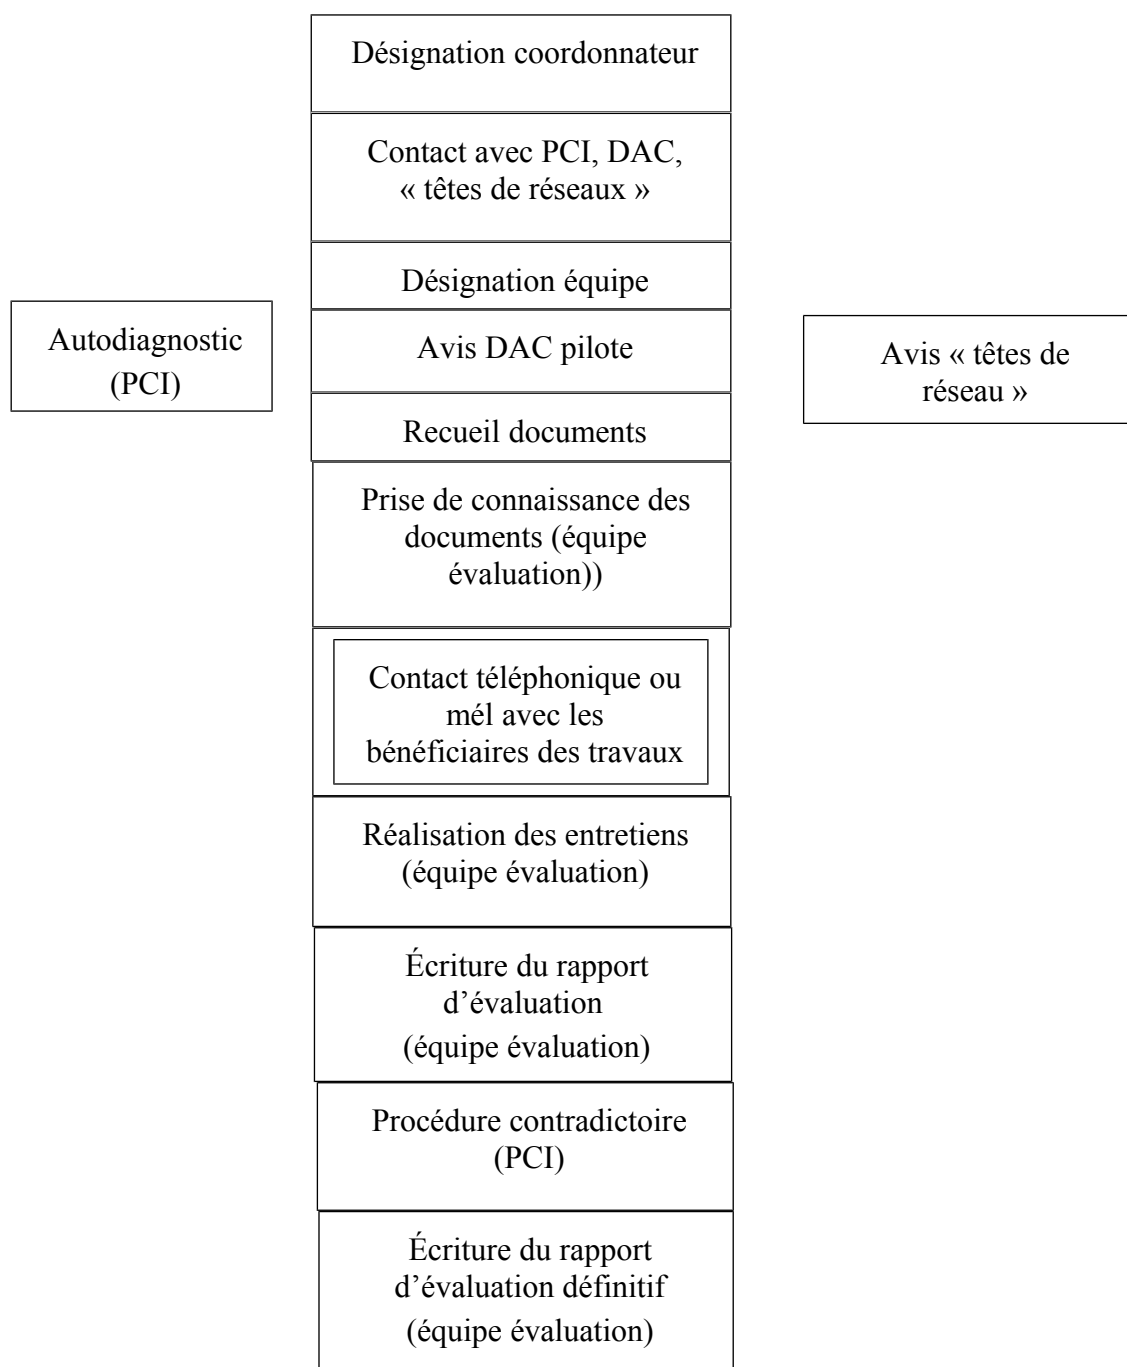 Désignation coordonnateur
Contact avec PCI, DAC,
« têtes de réseaux »
Désignation équipe
Autodiagnostic
(PCI)
Avis DAC pilote
Avis « têtes de
réseau »
Recueil documents
Prise de connaissance des
documents (équipe
évaluation))
Contact téléphonique ou
mél avec les
bénéficiaires des travaux
Réalisation des entretiens
(équipe évaluation)
Écriture du rapport
d’évaluation
(équipe évaluation)
Procédure contradictoire
(PCI)
Écriture du rapport
d’évaluation définitif
(équipe évaluation)